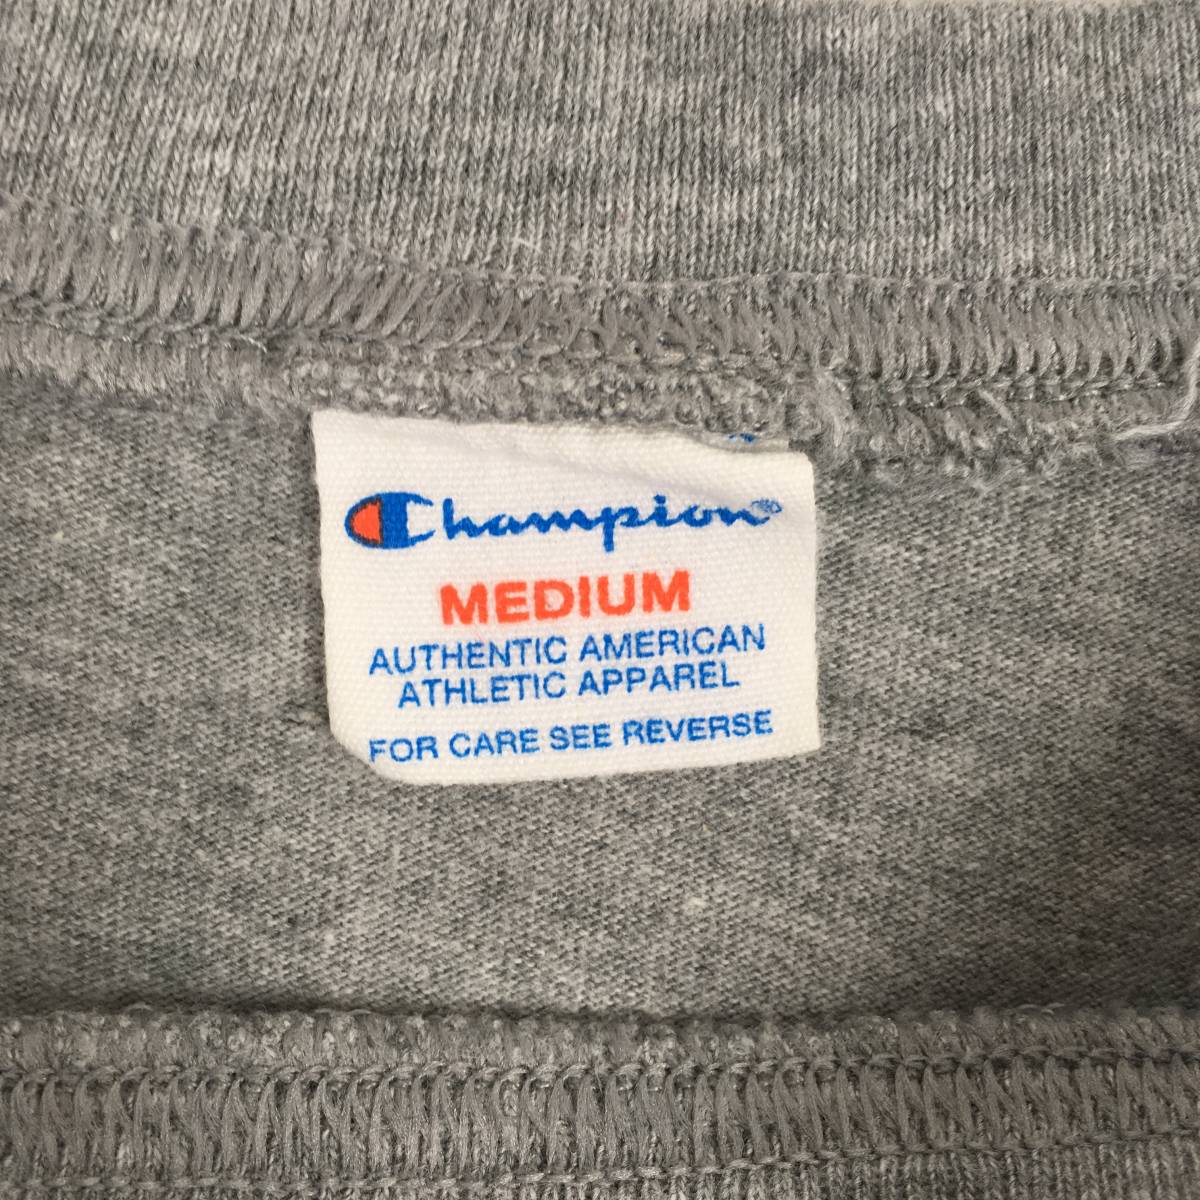 Champion®
MEDIUM
AUTHENTIC AMERICAN
ATHLETIC APPAREL
FOR CARE SEE REVERSE